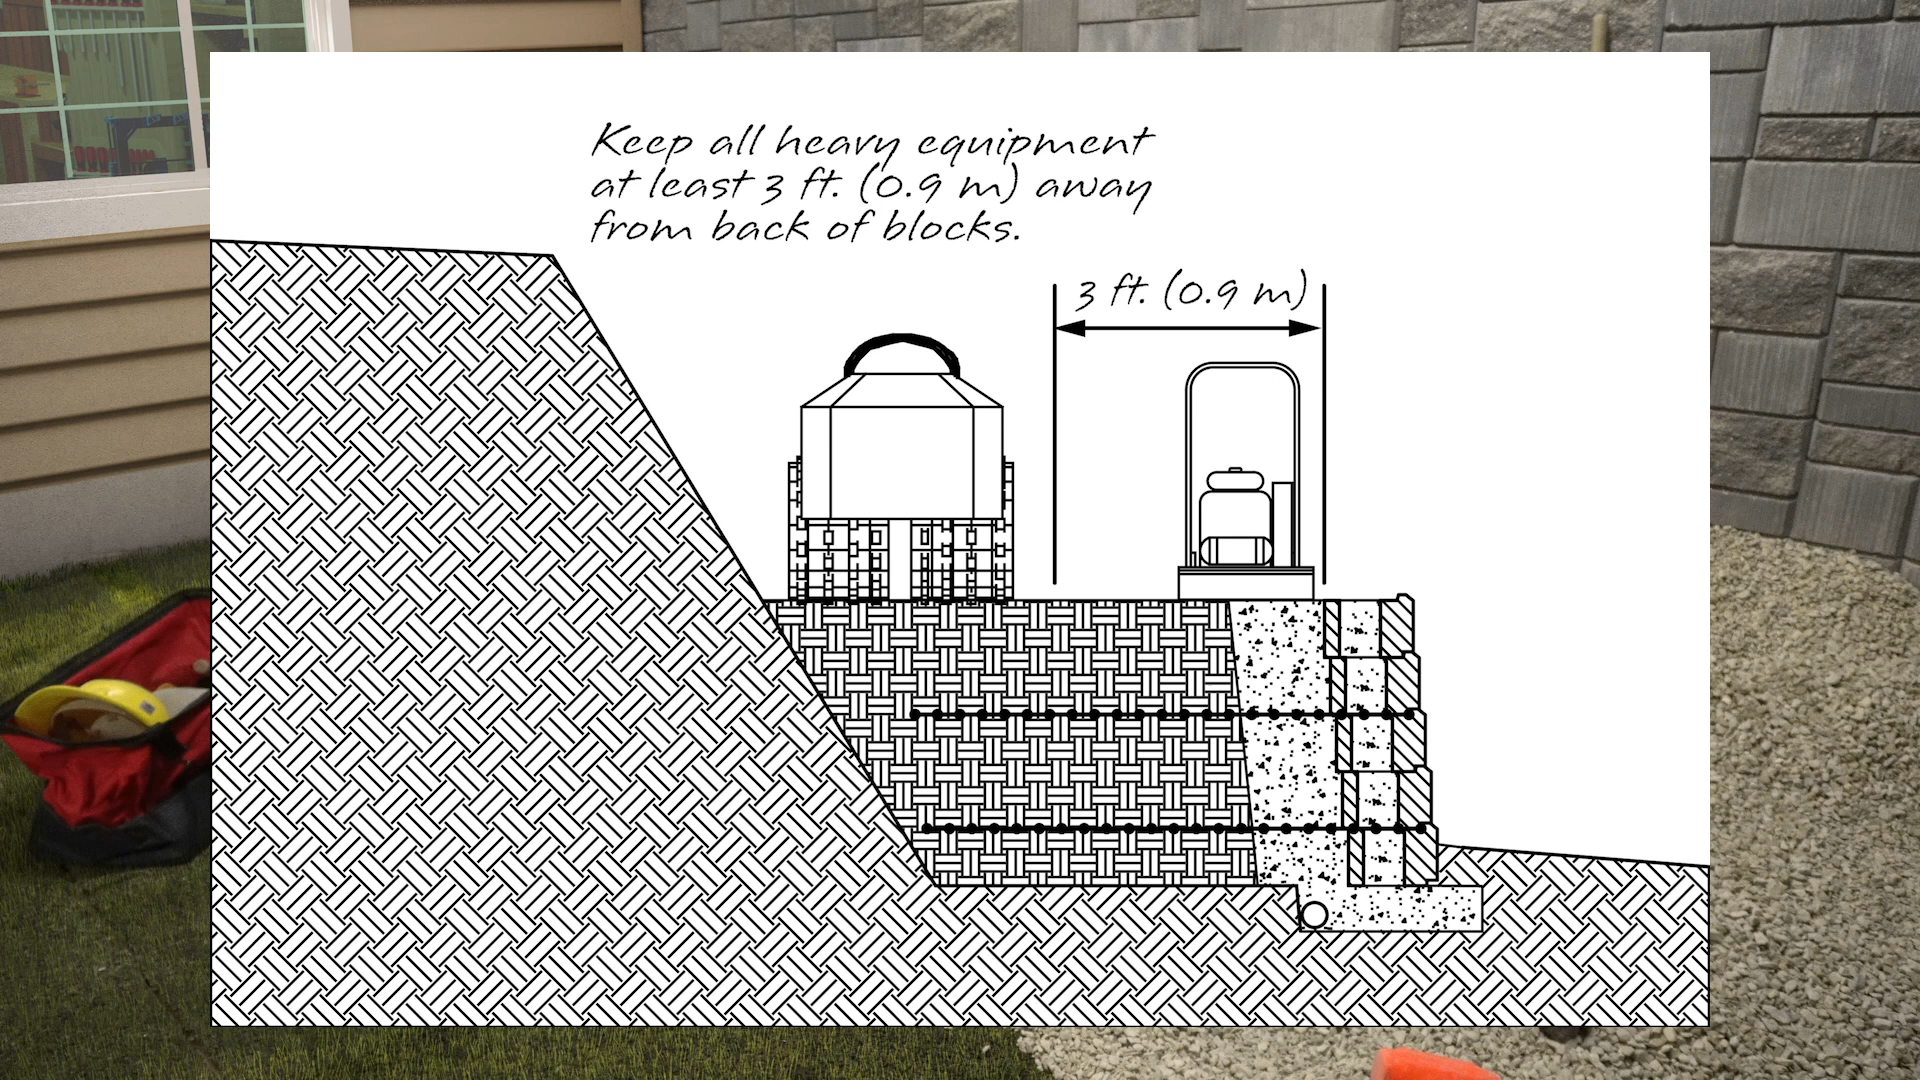 Keep all heavy equipment
at least 3 ft. (0.9 m) away
from back of blocks.
3 ft. (0.9 m)